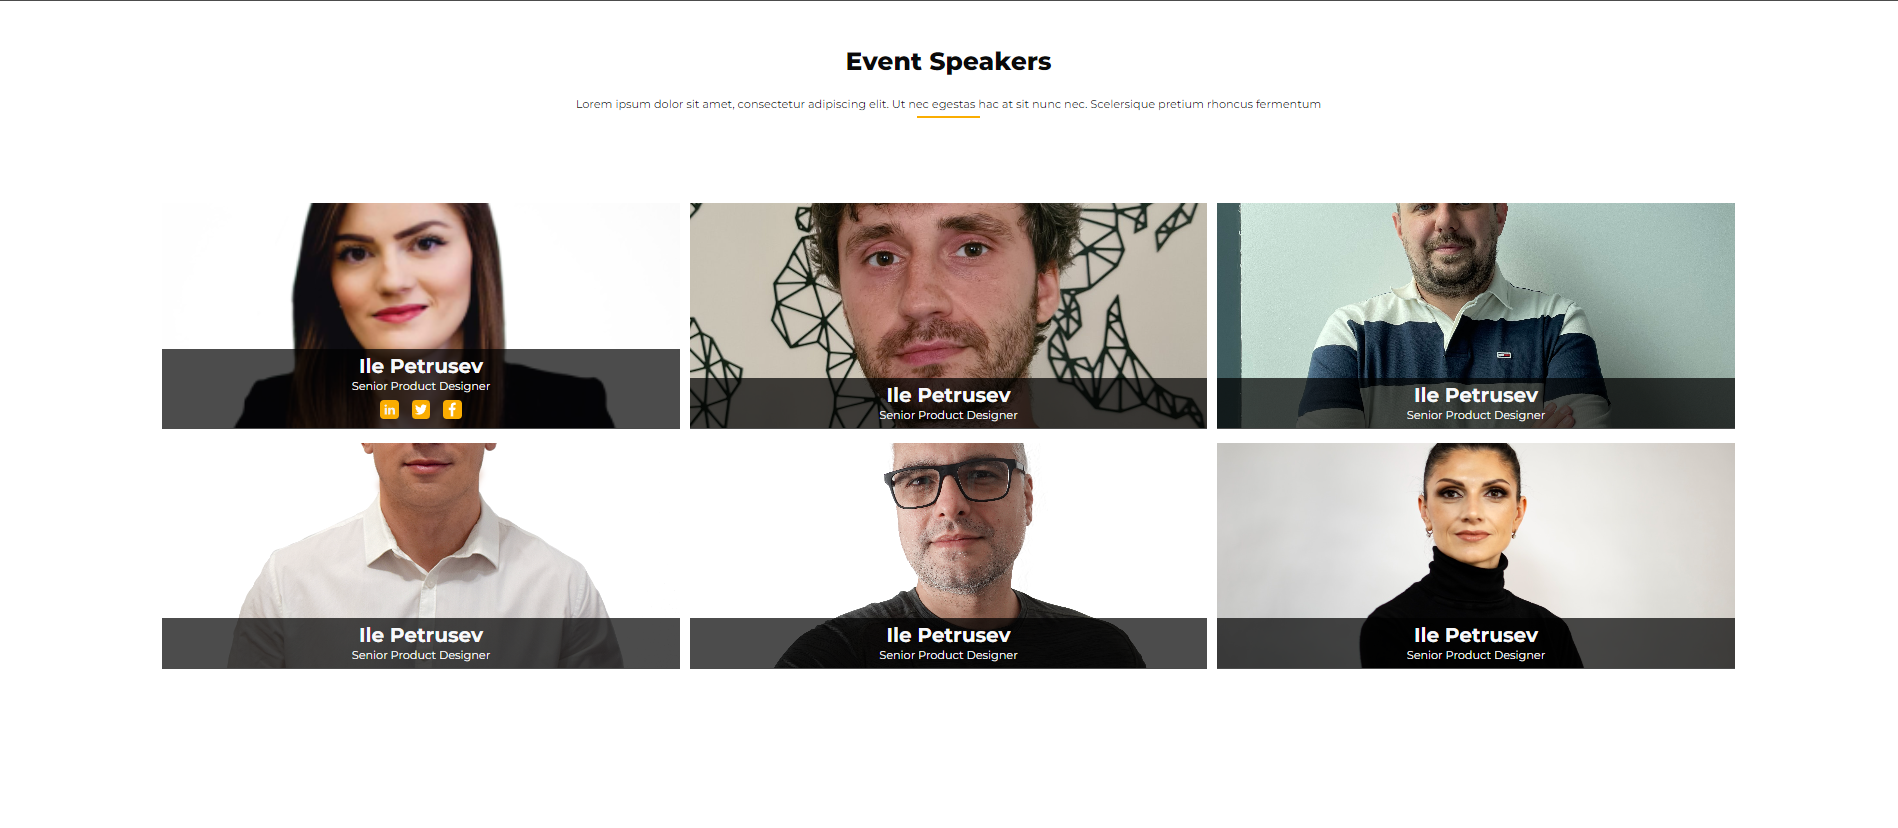 Event Speakers
Lorem ipsum dolor sit amet, consectetur adipiscing elit. Ut nec egestas hac at sit nunc nec. Scelersique pretium rhoncus fermentum
Ile Petrusev
Senior Product Designer
in f
Ile Petrusev
Senior Product Designer
Ile Petrusev
Senior Product Designer
Ile Petrusev
Senior Product Designer
Ile Petrusev
Senior Product Designer
Ile Petrusev
Senior Product Designer